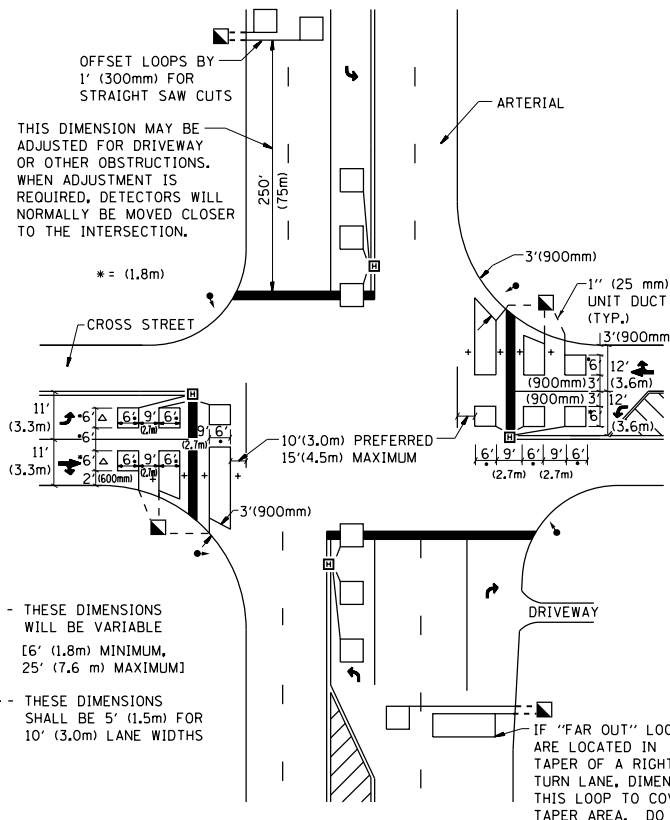 OFFSET LOOPS BY
1' (300mm) FOR
STRAIGHT SAW CUTS
THIS DIMENSION MAY BE
ADJUSTED FOR DRIVEWAY
OR OTHER OBSTRUCTIONS.
WHEN ADJUSTMENT IS
REQUIRED, DETECTORS WILL
NORMALLY BE MOVED CLOSER
TO THE INTERSECTION.
250'
(75m)
ARTERIAL
* = (1.8m)
3'(900mm)
1" (25 mm)
UNIT DUCT
(TYP.)
CROSS STREET
H
3'(900mm)
6'
12'
(3.6m)
(900mm) 3'
(900mm) 3'
12'
6'
(3.6m)
H
6' 9' 6' 9' 6'
(2.7m) (2.7m)
H
11'
(3.3m)
*6'
6' 9' 6'
(2.7m)
9' 6'
(2.7m)
*6'
11'
(3.3m)
*6'
6' 9' 6'
(2.7m)
2' (600mm)
10'(3.0m) PREFERRED
15'(4.5m) MAXIMUM
3'(900mm)
H
DRIVEWAY
- THESE DIMENSIONS
WILL BE VARIABLE
[6' (1.8m) MINIMUM,
25' (7.6 m) MAXIMUM]
- THESE DIMENSIONS
SHALL BE 5' (1.5m) FOR
10' (3.0m) LANE WIDTHS
IF "FAR OUT" LOO
ARE LOCATED IN
TAPER OF A RIGHT
TURN LANE, DIMEN
THIS LOOP TO COV
TAPER AREA. DO